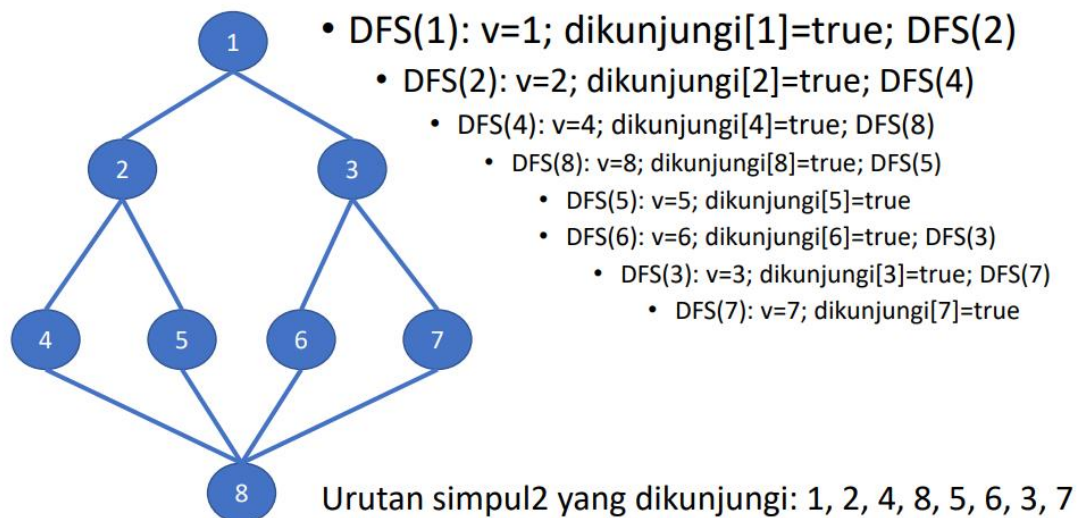 1
• DFS(1): v=1; dikunjungi[1]=true; DFS(2)
• DFS(2): v=2; dikunjungi[2]=true; DFS(4)
• DFS(4): v=4; dikunjungi[4]=true; DFS(8)
2 3
• DFS(8): v=8; dikunjungi[8]=true; DFS(5)
• DFS(5): v=5; dikunjungi[5]=true
• DFS(6): v=6; dikunjungi[6]=true; DFS(3)
• DFS(3): v=3; dikunjungi[3]=true; DFS(7)
• DFS(7): v=7; dikunjungi[7]=true
4 5 6 7
8
Urutan simpul2 yang dikunjungi: 1, 2, 4, 8, 5, 6, 3, 7